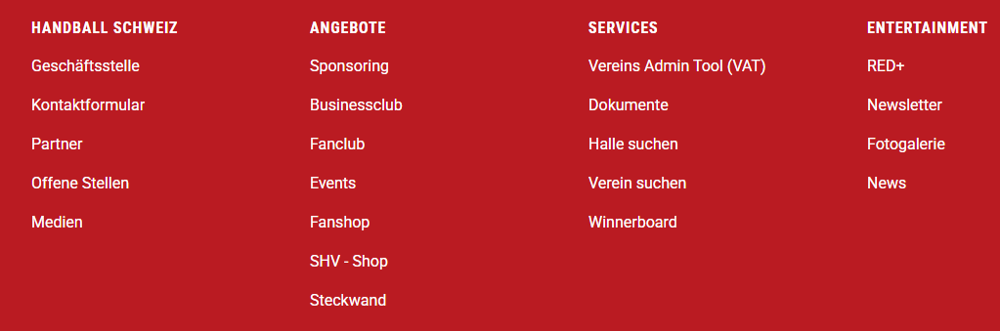 HANDBALL SCHWEIZ
Geschäftsstelle
Kontaktformular
Partner
Offene Stellen
Medien
ANGEBOTE
Sponsoring
Businessclub
Fanclub
Events
Fanshop
SHV - Shop
Steckwand
SERVICES
Vereins Admin Tool (VAT)
Dokumente
Halle suchen
Verein suchen
Winnerboard
ENTERTAINMENT
RED+
Newsletter
Fotogalerie
News